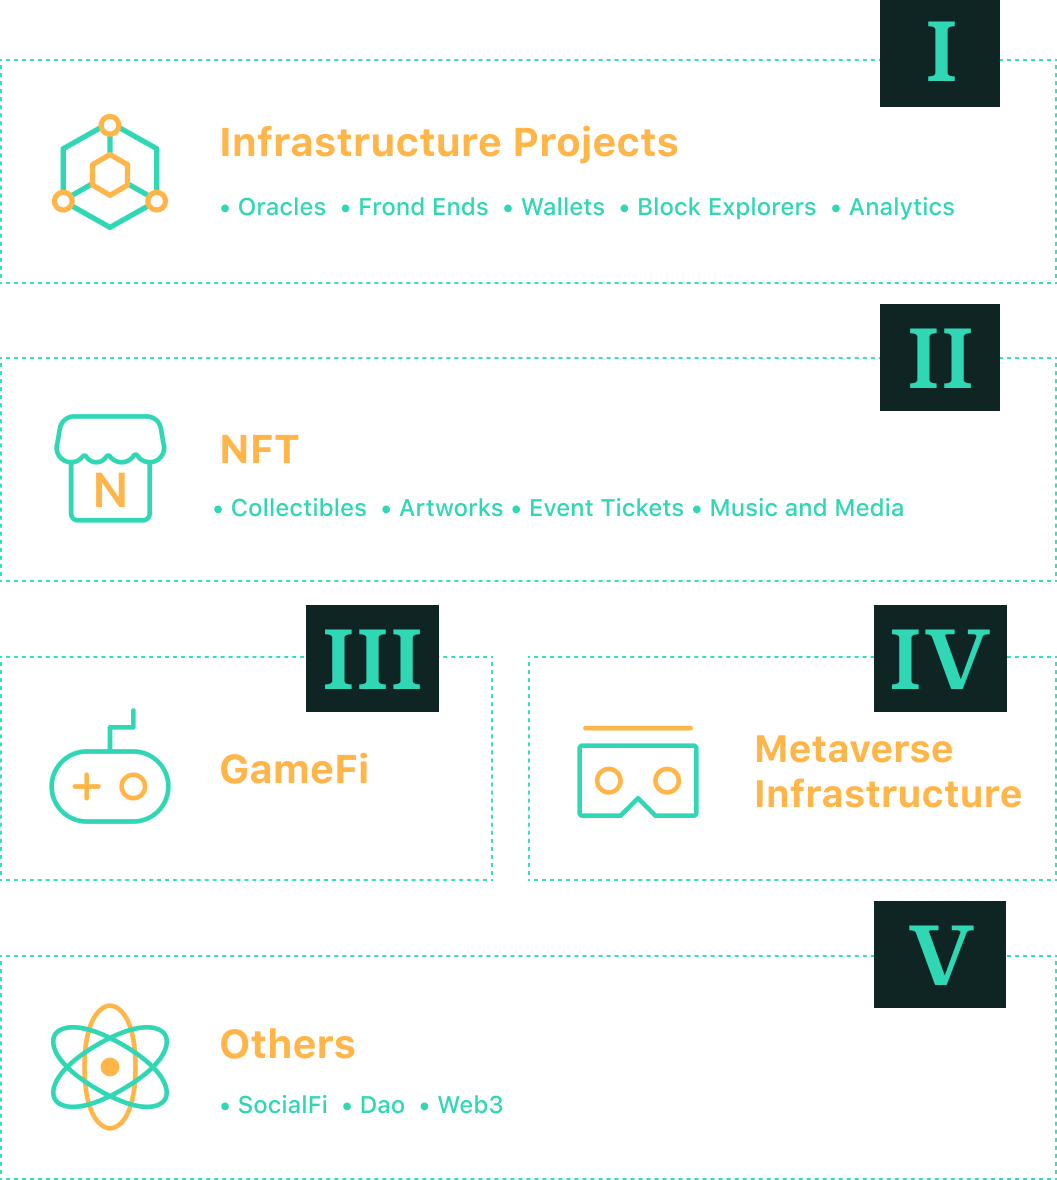 I
Infrastructure Projects
• Oracles • Frond Ends • Wallets • Block Explorers • Analytics
II
NFT
N
• Collectibles • Artworks • Event Tickets • Music and Media
III
GameFi
IV
Metaverse
Infrastructure
V
Others
• SocialFi • Dao • Web3